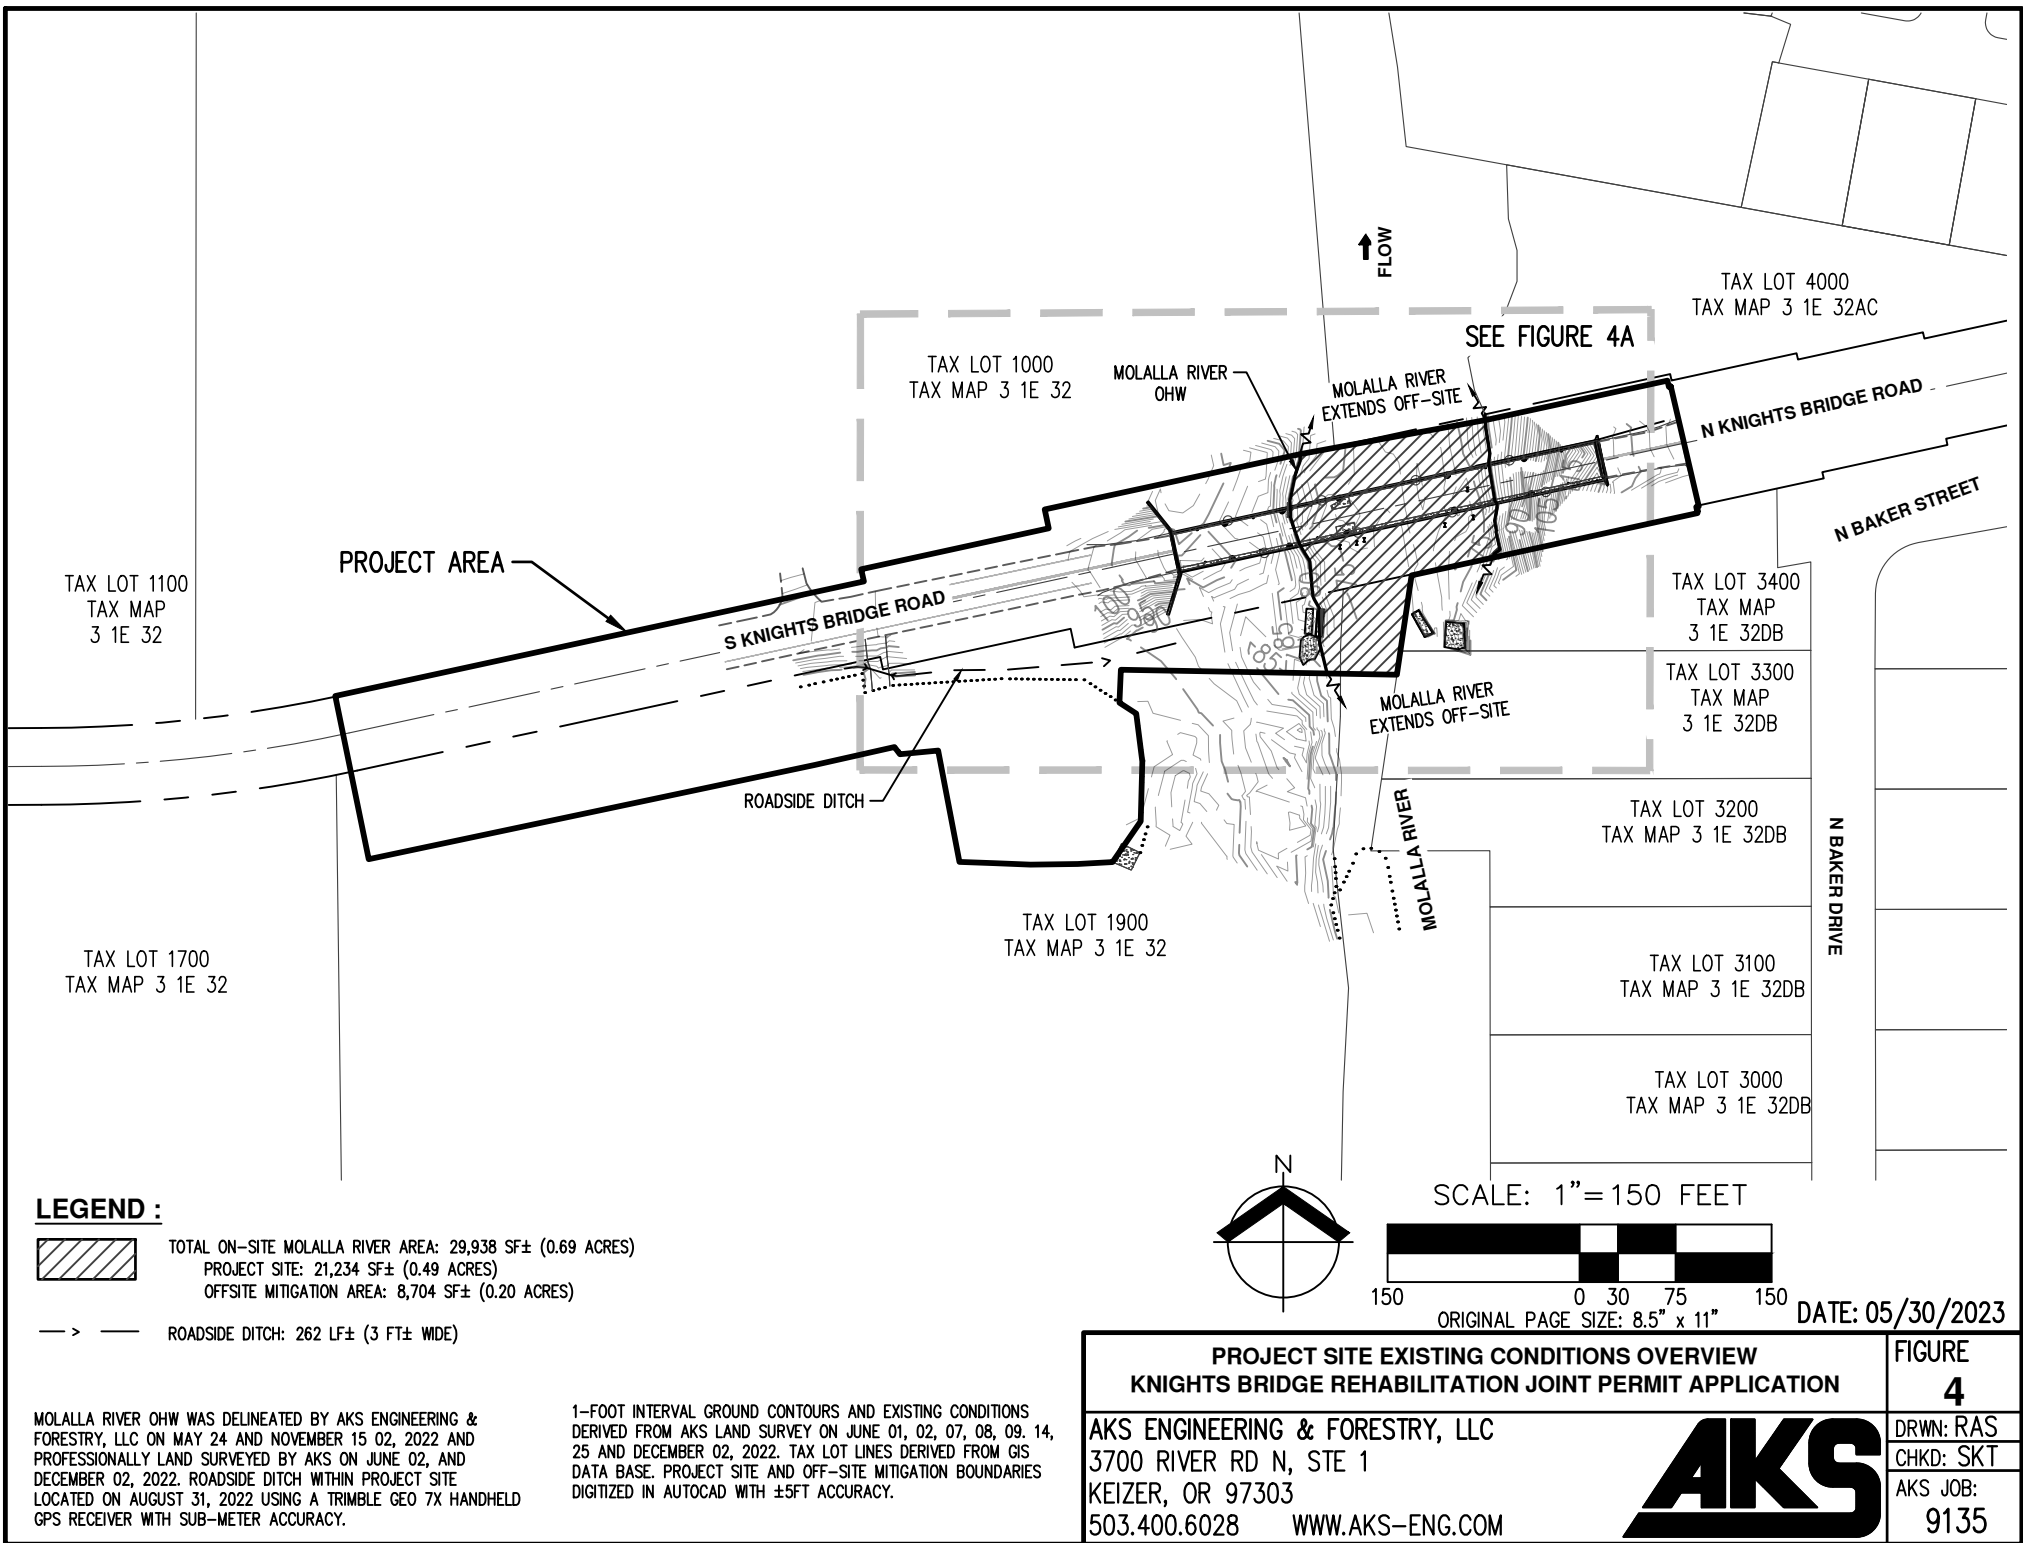 FLOW
TAX LOT 4000
TAX MAP 3 1E 32AC
SEE FIGURE 4A
TAX LOT 1000
TAX MAP 3 1E 32
MOLALLA RIVER
OHW
MOLALLA RIVER
EXTENDS OFF-SITE
N KNIGHTS BRIDGE ROAD
N BAKER STREET
PROJECT AREA
TAX LOT 1100
TAX MAP
3 1E 32
S KNIGHTS BRIDGE ROAD
100
95
90
85
85
80
75
75
90
105
TAX LOT 3400
TAX MAP
3 1E 32DB
TAX LOT 3300
TAX MAP
3 1E 32DB
MOLALLA RIVER
EXTENDS OFF-SITE
ROADSIDE DITCH
MOLALLA RIVER
TAX LOT 3200
TAX MAP 3 1E 32DB
N BAKER DRIVE
TAX LOT 1900
TAX MAP 3 1E 32
TAX LOT 1700
TAX MAP 3 1E 32
TAX LOT 3100
TAX MAP 3 1E 32DB
TAX LOT 3000
TAX MAP 3 1E 32DB
LEGEND :
TOTAL ON-SITE MOLALLA RIVER AREA: 29,938 SF± (0.69 ACRES)
PROJECT SITE: 21,234 SF± (0.49 ACRES)
OFFSITE MITIGATION AREA: 8,704 SF± (0.20 ACRES)
ROADSIDE DITCH: 262 LF± (3 FT± WIDE)
N
SCALE: 1"=150 FEET
150 0 30 75 150
ORIGINAL PAGE SIZE: 8.5" x 11"
DATE: 05/30/2023
MOLALLA RIVER OHW WAS DELINEATED BY AKS ENGINEERING &
FORESTRY, LLC ON MAY 24 AND NOVEMBER 15 02, 2022 AND
PROFESSIONALLY LAND SURVEYED BY AKS ON JUNE 02, AND
DECEMBER 02, 2022. ROADSIDE DITCH WITHIN PROJECT SITE
LOCATED ON AUGUST 31, 2022 USING A TRIMBLE GEO 7X HANDHELD
GPS RECEIVER WITH SUB-METER ACCURACY.
1-FOOT INTERVAL GROUND CONTOURS AND EXISTING CONDITIONS
DERIVED FROM AKS LAND SURVEY ON JUNE 01, 02, 07, 08, 09. 14,
25 AND DECEMBER 02, 2022. TAX LOT LINES DERIVED FROM GIS
DATA BASE. PROJECT SITE AND OFF-SITE MITIGATION BOUNDARIES
DIGITIZED IN AUTOCAD WITH ±5FT ACCURACY.
PROJECT SITE EXISTING CONDITIONS OVERVIEW
KNIGHTS BRIDGE REHABILITATION JOINT PERMIT APPLICATION
FIGURE
4
AKS ENGINEERING & FORESTRY, LLC
3700 RIVER RD N, STE 1
KEIZER, OR 97303
503.400.6028 WWW.AKS-ENG.COM
AKS
DRWN: RAS
CHKD: SKT
AKS JOB:
9135